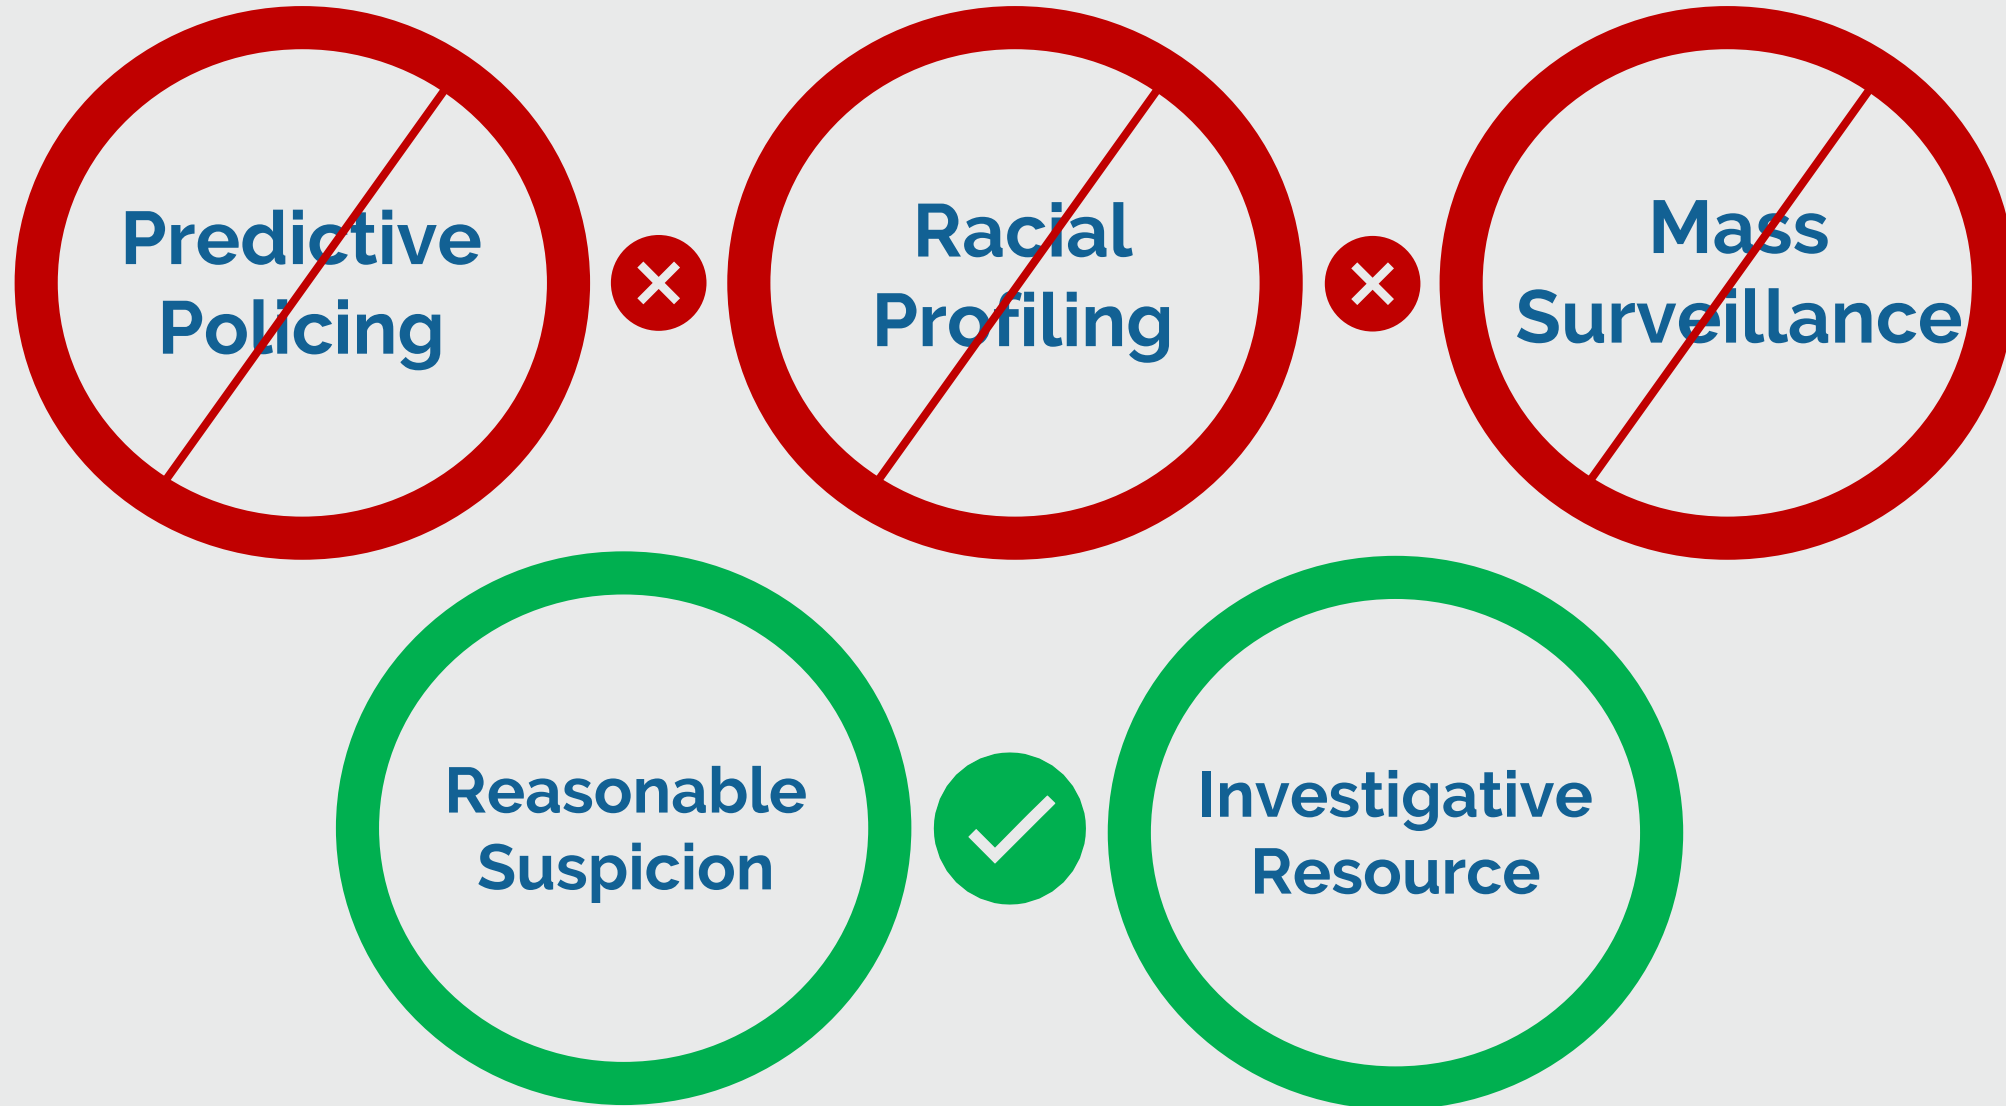 Predictive
Policing
Racial
Profiling
Mass
Surveillance
Reasonable
Suspicion
Investigative
Resource